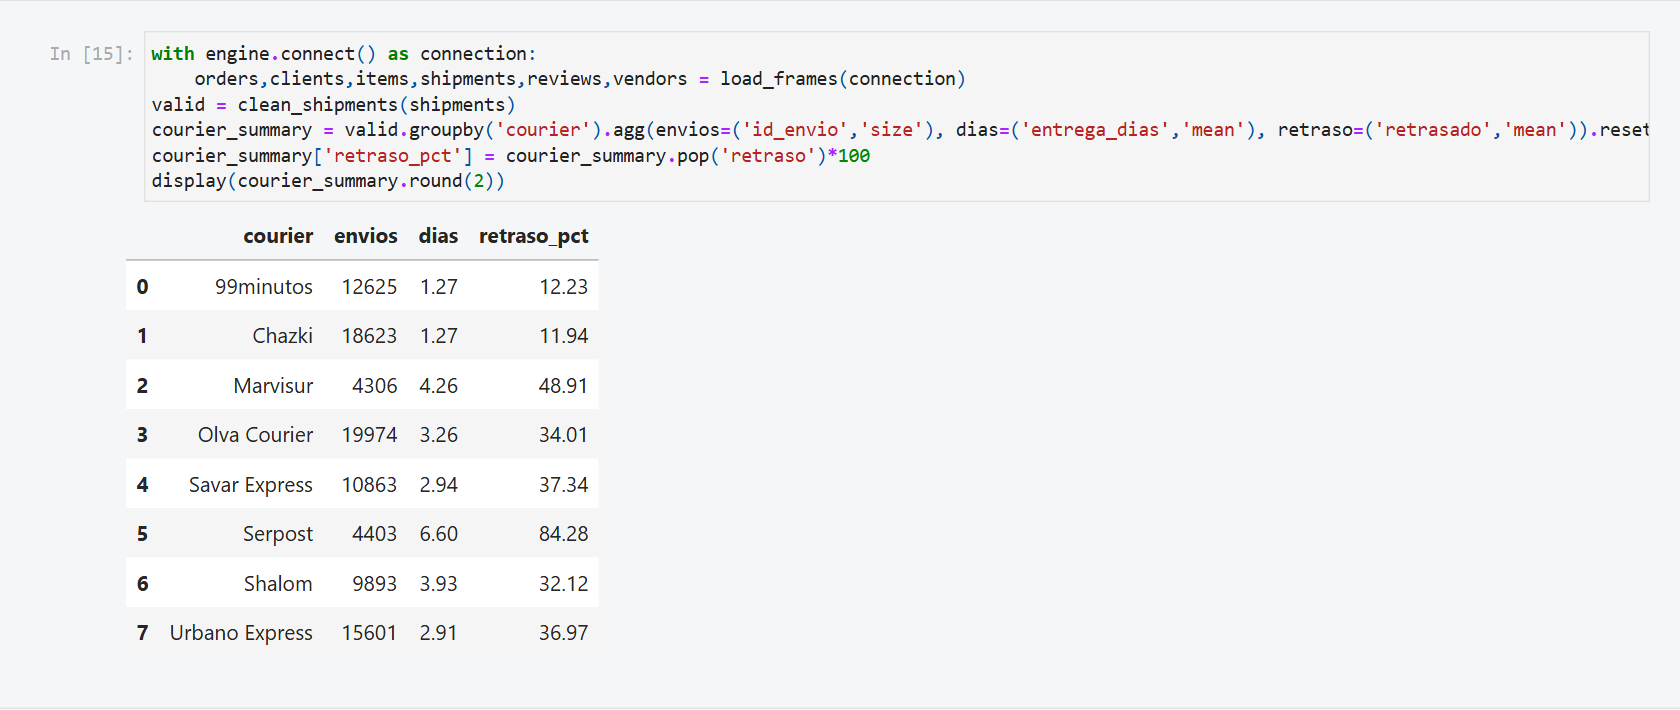 In [15]:
with engine.connect() as connection:
    orders,clients,items,shipments,reviews,vendors = load_frames(connection)
valid = clean_shipments(shipments)
courier_summary = valid.groupby('courier').agg(envios=('id_envio','size'), dias=('entrega_dias','mean'), retraso=('retrasado','mean')).reset
courier_summary['retraso_pct'] = courier_summary.pop('retraso')*100
display(courier_summary.round(2))
courier envios dias retraso_pct
0 99minutos 12625 1.27 12.23
1 Chazki 18623 1.27 11.94
2 Marvisur 4306 4.26 48.91
3 Olva Courier 19974 3.26 34.01
4 Savar Express 10863 2.94 37.34
5 Serpost 4403 6.60 84.28
6 Shalom 9893 3.93 32.12
7 Urbano Express 15601 2.91 36.97